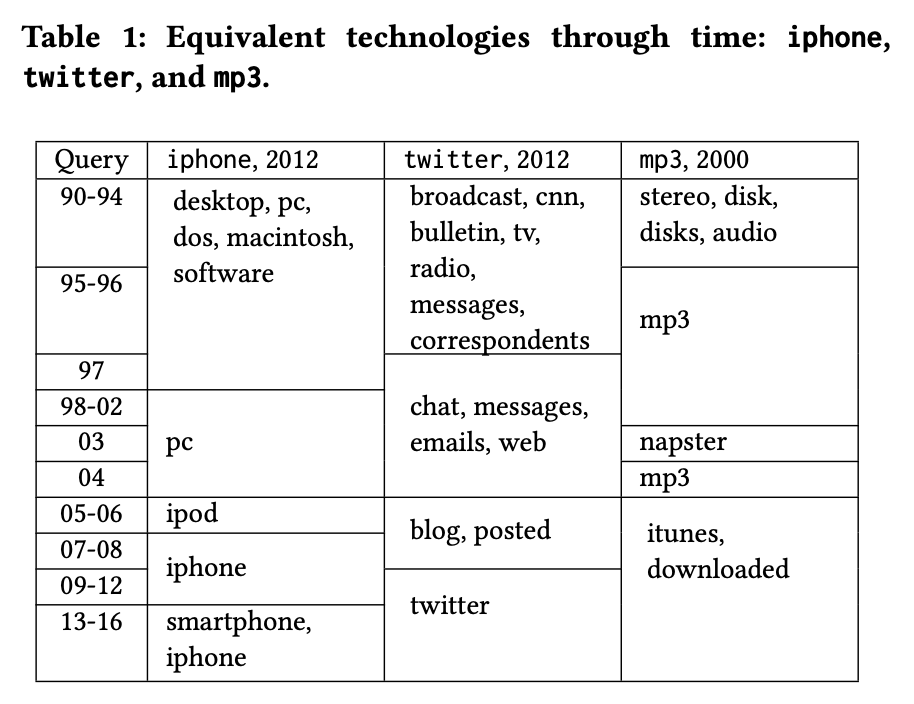 Table 1: Equivalent technologies through time: iphone,
twitter, and mp3.
Query iphone, 2012 twitter, 2012 mp3, 2000
90-94
desktop, pc,
dos, macintosh,
software
broadcast, cnn,
bulletin, tv,
radio,
messages,
correspondents
stereo, disk,
disks, audio
95-96
mp3
97
98-02
pc
chat, messages,
emails, web
03
napster
04
mp3
05-06
ipod
blog, posted
itunes,
downloaded
07-08
iphone
09-12
twitter
13-16
smartphone,
iphone